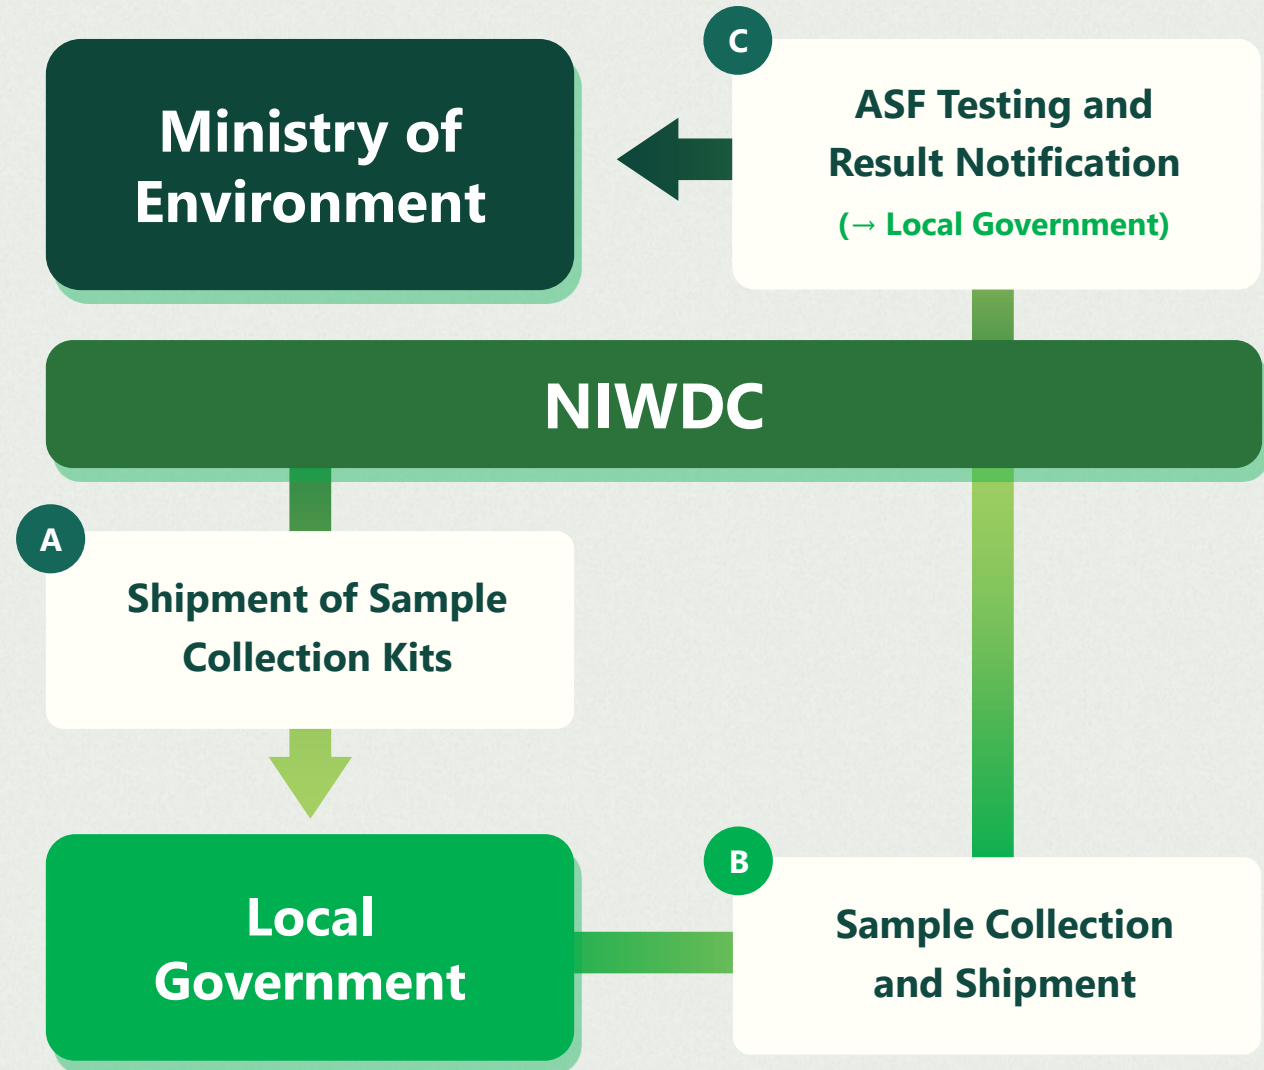 Ministry of
Environment
C
ASF Testing and
Result Notification
(→ Local Government)
NIWDC
A
Shipment of Sample
Collection Kits
Local
Government
B
Sample Collection
and Shipment